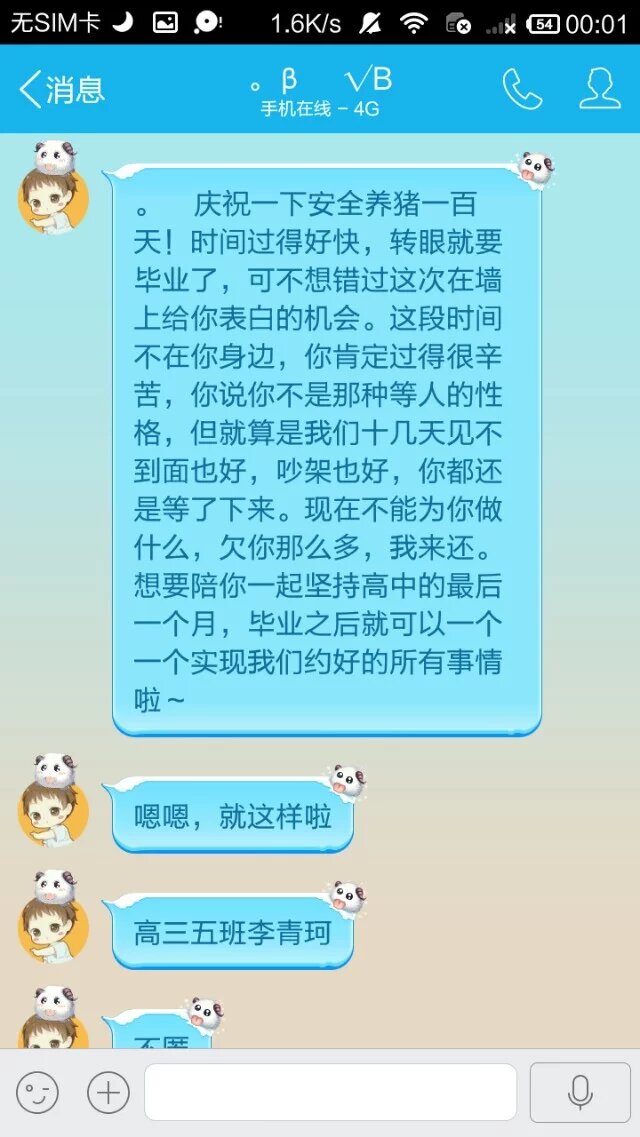 无SIM卡 1.6K/s 54 00:01
消息
。β √B
手机在线 - 4G
。 庆祝一下安全养猪一百
天！时间过得好快，转眼就要
毕业了，可不想错过这次在墙
上给你表白的机会。这段时间
不在你身边，你肯定过得很辛
苦，你说你不是那种等人的性
格，但就算是我们十几天见不
到面也好，吵架也好，你都还
是等了下来。现在不能为你做
什么，欠你那么多，我来还。
想要陪你一起坚持高中的最后
一个月，毕业之后就可以一个
一个实现我们约好的所有事情
啦～
嗯嗯，就这样啦
高三五班李青珂
不匿